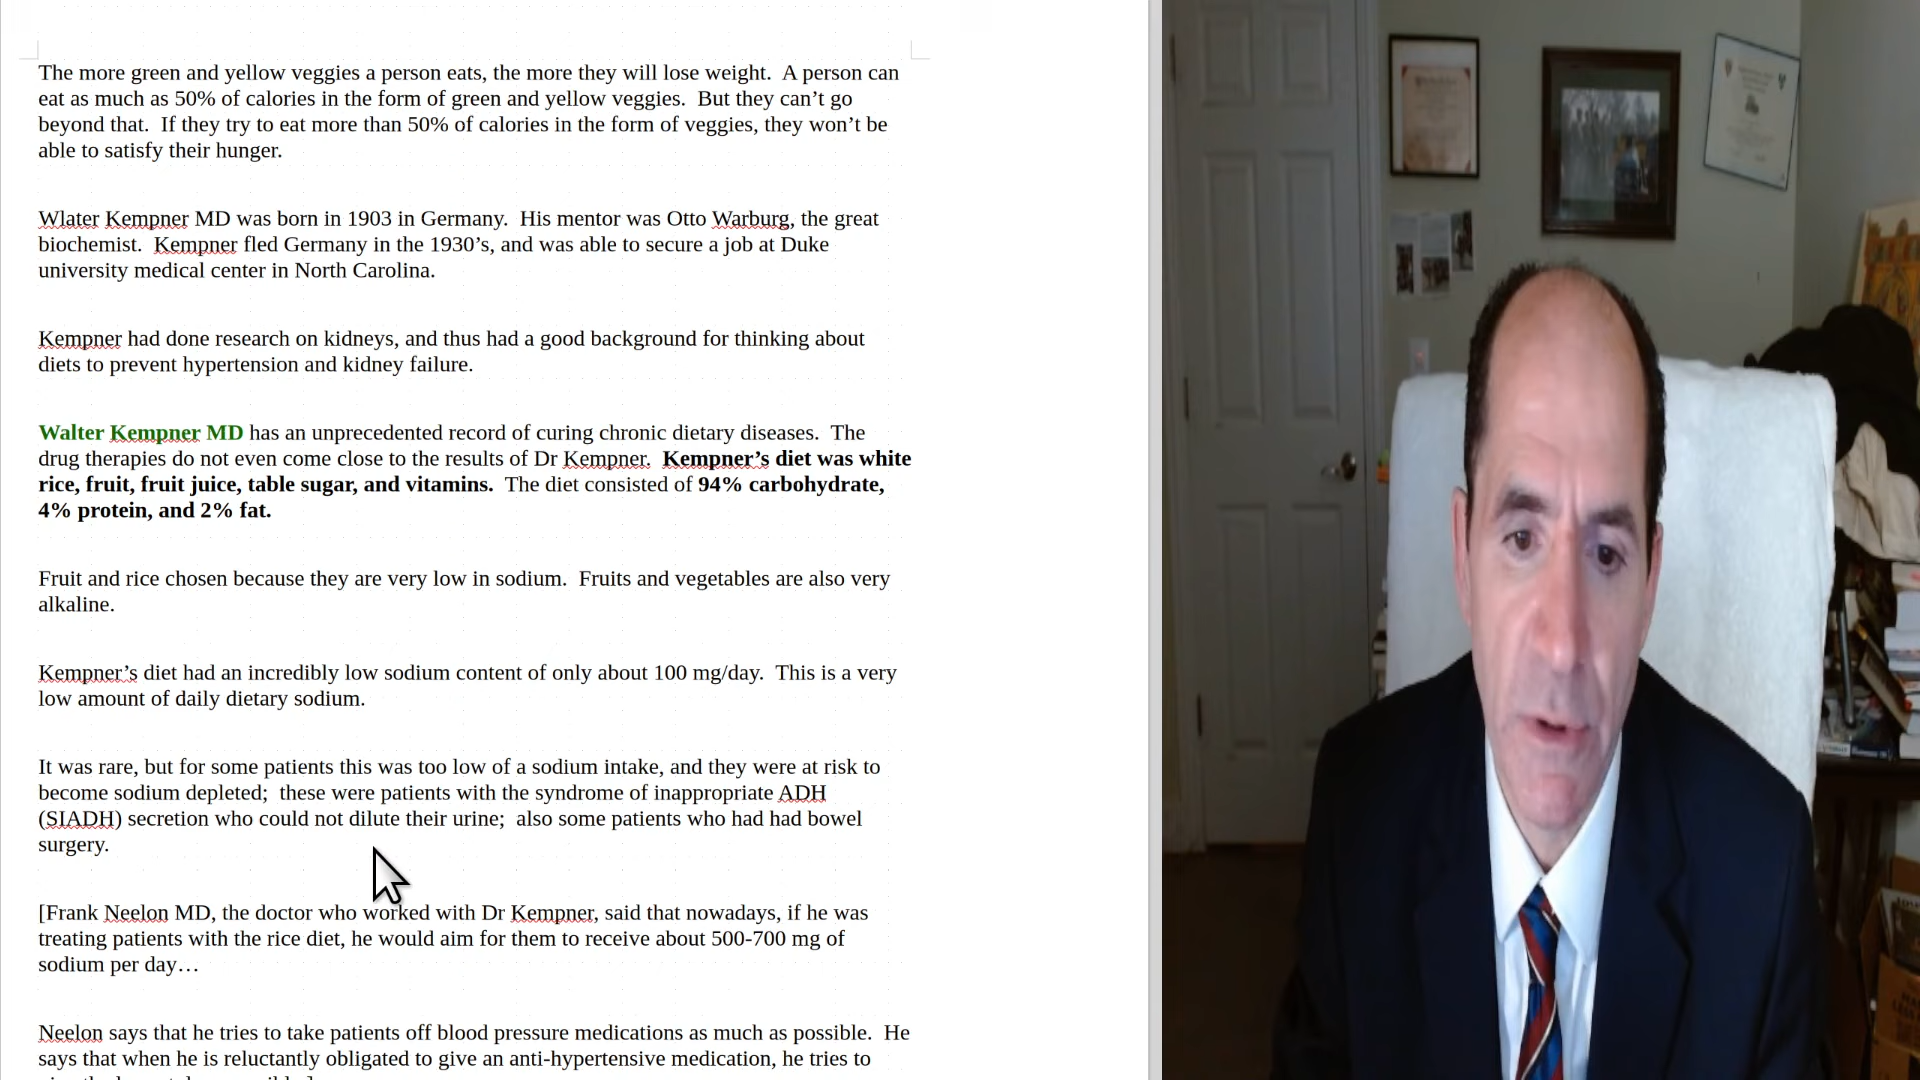 The more green and yellow veggies a person eats, the more they will lose weight.  A person can
eat as much as 50% of calories in the form of green and yellow veggies.  But they can’t go
beyond that.  If they try to eat more than 50% of calories in the form of veggies, they won’t be
able to satisfy their hunger.
Wlater Kempner MD was born in 1903 in Germany.  His mentor was Otto Warburg, the great
biochemist.  Kempner fled Germany in the 1930’s, and was able to secure a job at Duke
university medical center in North Carolina.
Kempner had done research on kidneys, and thus had a good background for thinking about
diets to prevent hypertension and kidney failure.
Walter Kempner MD has an unprecedented record of curing chronic dietary diseases.  The
drug therapies do not even come close to the results of Dr Kempner.  Kempner’s diet was white
rice, fruit, fruit juice, table sugar, and vitamins.  The diet consisted of 94% carbohydrate,
4% protein, and 2% fat.
Fruit and rice chosen because they are very low in sodium.  Fruits and vegetables are also very
alkaline.
Kempner’s diet had an incredibly low sodium content of only about 100 mg/day.  This is a very
low amount of daily dietary sodium.
It was rare, but for some patients this was too low of a sodium intake, and they were at risk to
become sodium depleted;  these were patients with the syndrome of inappropriate ADH
(SIADH) secretion who could not dilute their urine;  also some patients who had had bowel
surgery.
[Frank Neelon MD, the doctor who worked with Dr Kempner, said that nowadays, if he was
treating patients with the rice diet, he would aim for them to receive about 500-700 mg of
sodium per day…
Neelon says that he tries to take patients off blood pressure medications as much as possible.  He
says that when he is reluctantly obligated to give an anti-hypertensive medication, he tries to